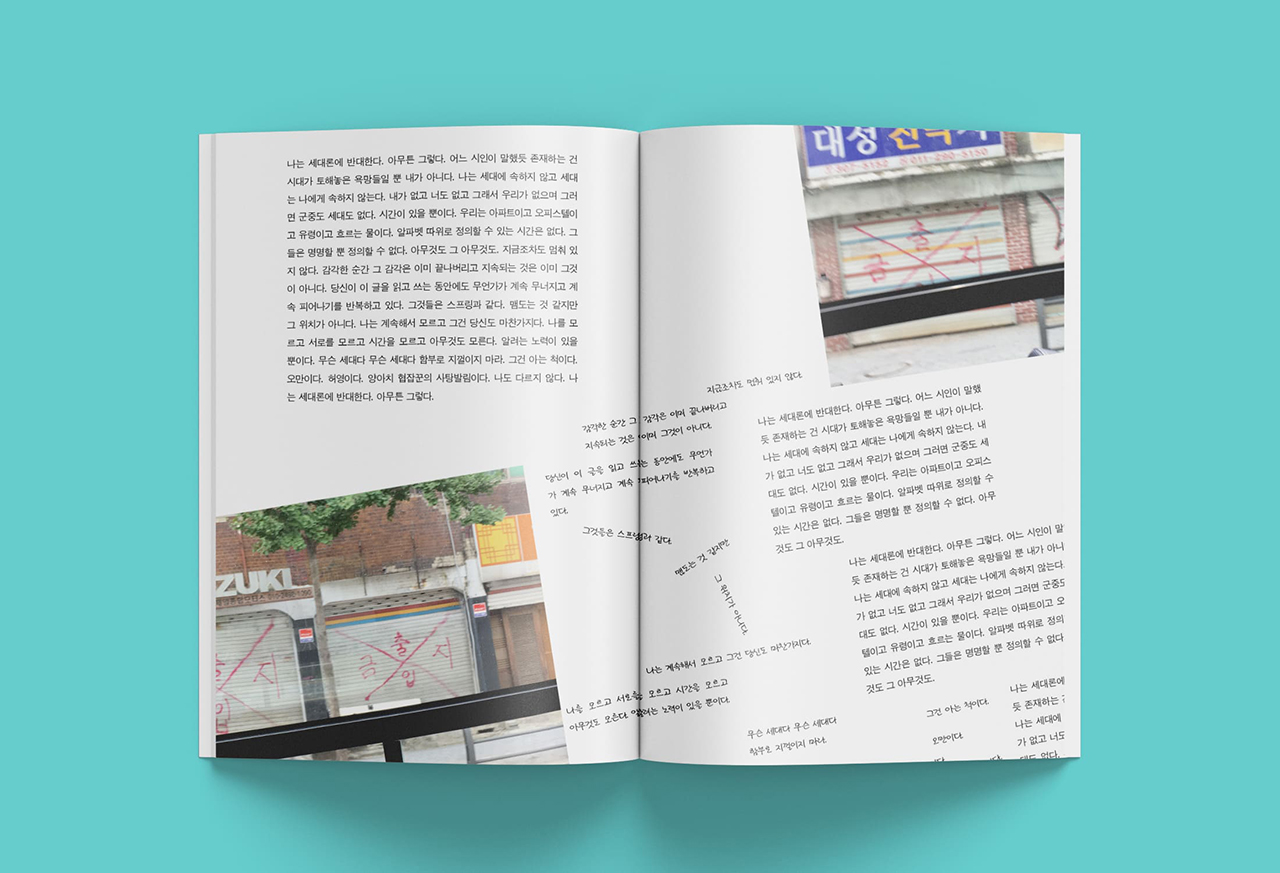 나는 세대론에 반대한다. 아무튼 그렇다. 어느 시인이 말했듯 존재하는 건
시대가 토해놓은 욕망들일 뿐 내가 아니다. 나는 세대에 속하지 않고 세대
는 나에게 속하지 않는다. 내가 없고 너도 없고 그래서 우리가 없으며 그러
면 군중도 세대도 없다. 시간이 있을 뿐이다. 우리는 아파트이고 오피스텔이
고 유령이고 흐르는 물이다. 알파벳 따위로 정의할 수 있는 시간은 없다. 그
들은 명명할 뿐 정의할 수 없다. 아무것도 그 아무것도. 지금조차도 멈춰 있
지 않다. 감각한 순간 그 감각은 이미 끝나버리고 지속되는 것은 이미 그것
이 아니다. 당신이 이 글을 읽고 쓰는 동안에도 무언가가 계속 무너지고 계
속 피어나기를 반복하고 있다. 그것들은 스프링과 같다. 맴도는 것 같지만
그 위치가 아니다. 나는 계속해서 모르고 그건 당신도 마찬가지다. 나를 모
르고 서로를 모르고 시간을 모르고 아무것도 모른다. 알려는 노력이 있을
뿐이다. 무슨 세대다 무슨 세대다 함부로 지껄이지 마라. 그건 아는 척이다.
오만이다. 허영이다. 양아치 협잡꾼의 사탕발림이다. 나도 다르지 않다. 나
는 세대론에 반대한다. 아무튼 그렇다.
ZUKI
출
금 지
입
출
지
대성
출
금 지
지금조차도 멈춰 있지 않다.
감각한 순간 그 감각은 이미 끝나버리고
지속되는 것은 이미 그것이 아니다.
당신이 이 글을 읽고 쓰는 동안에도 무언가
가 계속 무너지고 계속 피어나기를 반복하고
있다.
그것들은 스프링과 같다.
맴도는 것 같지만
그 위치가 아니다.
나는 계속해서 모르고 그건 당신도 마찬가지다.
나를 모르고 서로를 모르고 시간을 모르고
아무것도 모른다. 알려는 노력이 있을 뿐이다.
무슨 세대다 무슨 세대다
함부로 지껄이지 마라.
나는 세대론에 반대한다. 아무튼 그렇다. 어느 시인이 말했
듯 존재하는 건 시대가 토해놓은 욕망들일 뿐 내가 아니다.
나는 세대에 속하지 않고 세대는 나에게 속하지 않는다. 내
가 없고 너도 없고 그래서 우리가 없으며 그러면 군중도 세
대도 없다. 시간이 있을 뿐이다. 우리는 아파트이고 오피스
텔이고 유령이고 흐르는 물이다. 알파벳 따위로 정의할 수
있는 시간은 없다. 그들은 명명할 뿐 정의할 수 없다. 아무
것도 그 아무것도.
나는 세대론에 반대한다. 아무튼 그렇다. 어느 시인이 말
듯 존재하는 건 시대가 토해놓은 욕망들일 뿐 내가 아니
나는 세대에 속하지 않고 세대는 나에게 속하지 않는다.
가 없고 너도 없고 그래서 우리가 없으며 그러면 군중도
대도 없다. 시간이 있을 뿐이다. 우리는 아파트이고 오
텔이고 유령이고 흐르는 물이다. 알파벳 따위로 정의
있는 시간은 없다. 그들은 명명할 뿐 정의할 수 없다
것도 그 아무것도.
그건 아는 척이다.
오만이다.
나는 세대론에
듯 존재하는
나는 세대에
가 없고 너도
대도 없다.